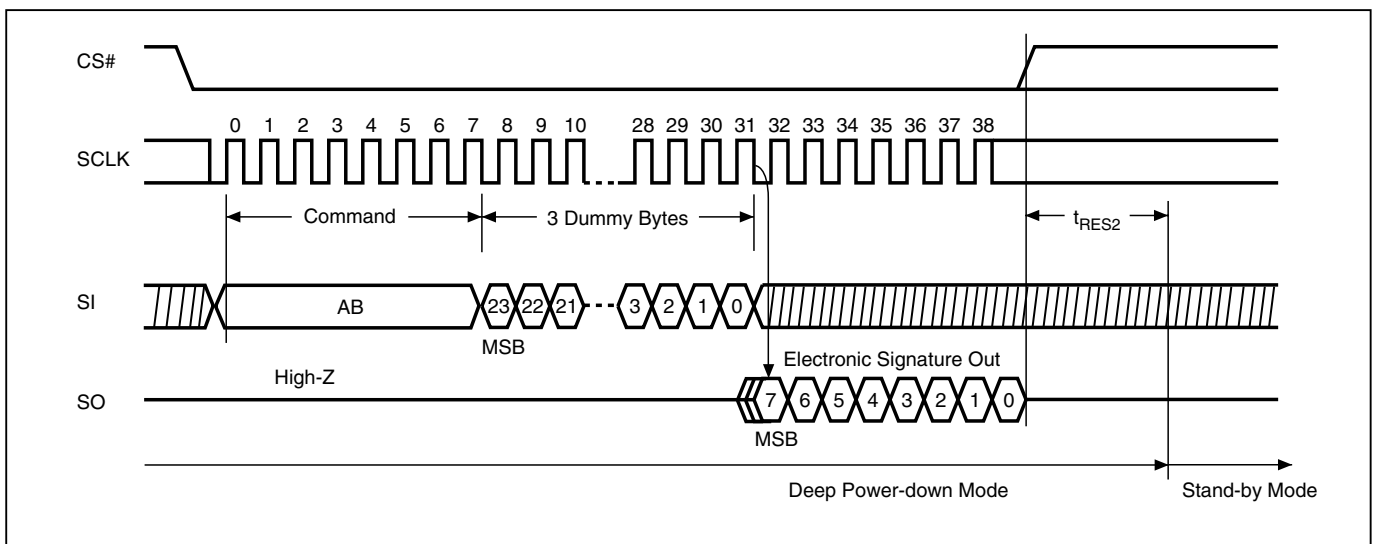 CS#
0 1 2 3 4 5 6 7 8 9 10 28 29 30 31 32 33 34 35 36 37 38
SCLK
Command 3 Dummy Bytes tRES2
SI AB 23 22 21 3 2 1 0
MSB
Electronic Signature Out
High-Z
SO 7 6 5 4 3 2 1 0
MSB
Deep Power-down Mode Stand-by Mode